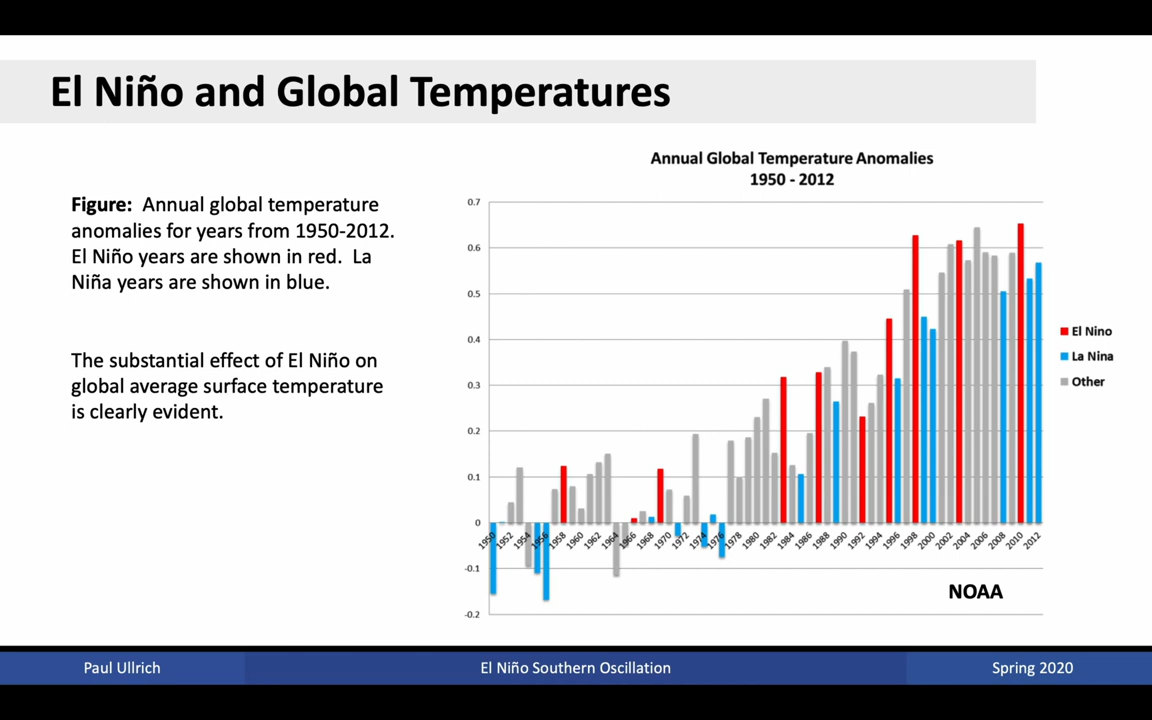 El Niño and Global Temperatures
Figure:  Annual global temperature
anomalies for years from 1950-2012.
El Niño years are shown in red.  La
Niña years are shown in blue.
The substantial effect of El Niño on
global average surface temperature
is clearly evident.
Annual Global Temperature Anomalies
1950 - 2012
0.7
0.6
0.5
0.4
0.3
0.2
0.1
0
-0.1
-0.2
1950 1952 1954 1956 1958 1960 1962 1964 1966 1968 1970 1972 1974 1976 1978 1980 1982 1984 1986 1988 1990 1992 1994 1996 1998 2000 2002 2004 2006 2008 2010 2012
El Nino
La Nina
Other
NOAA
Paul Ullrich
El Niño Southern Oscillation
Spring 2020